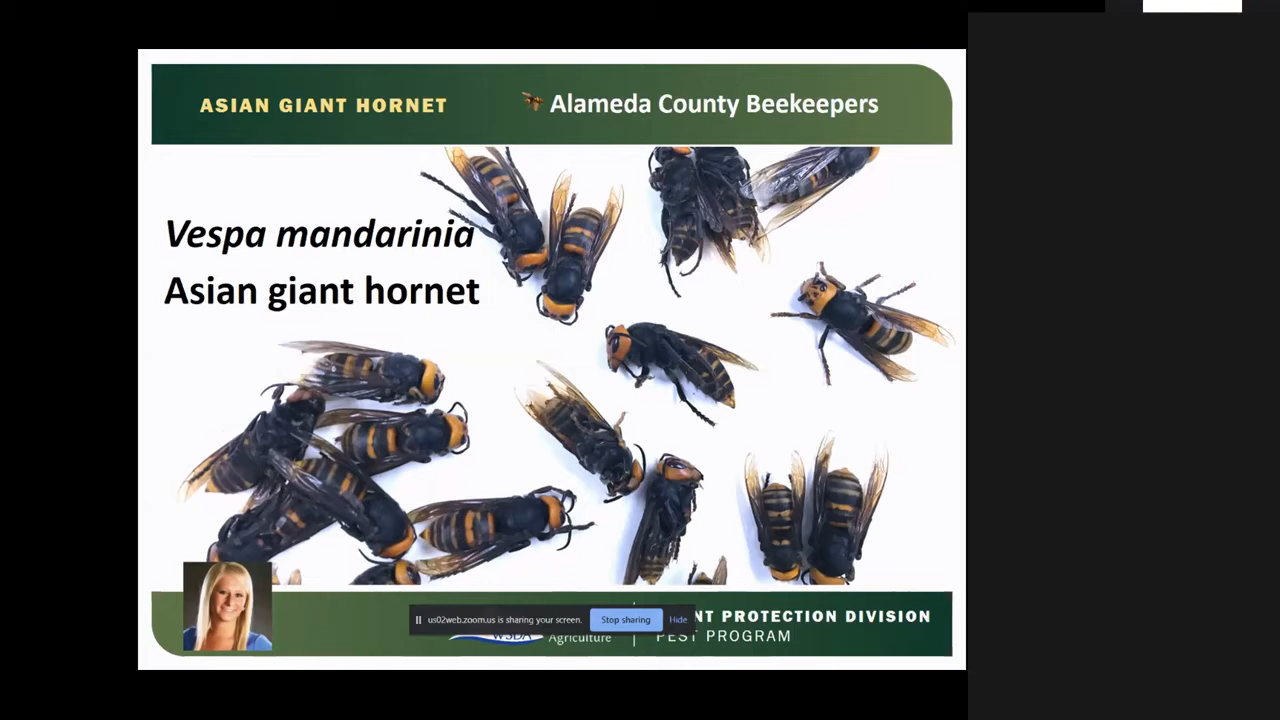 ASIAN GIANT HORNET
Alameda County Beekeepers
Vespa mandarinia
Asian giant hornet
us02web.zoom.us is sharing your screen. Stop sharing Hide
NT PROTECTION DIVISION
WSDA Agriculture PEST PROGRAM